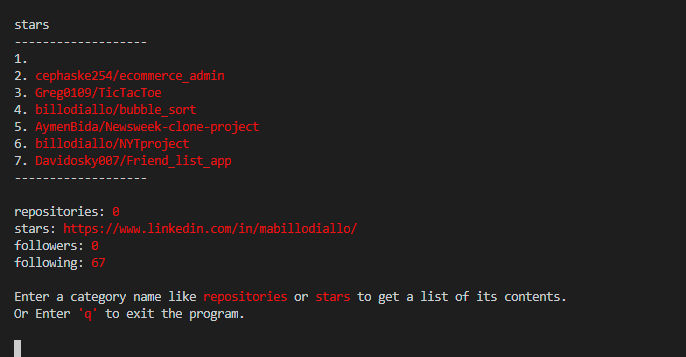 stars
-------------------
1.
2. cephaske254/ecommerce_admin
3. Greg0109/TicTacToe
4. billodiallo/bubble_sort
5. AymenBida/Newsweek-clone-project
6. billodiallo/NYTproject
7. Davidosky007/Friend_list_app
-------------------
repositories: 0
stars: https://www.linkedin.com/in/mabillodiallo/
followers: 0
following: 67
Enter a category name like repositories or stars to get a list of its contents.
Or Enter 'q' to exit the program.